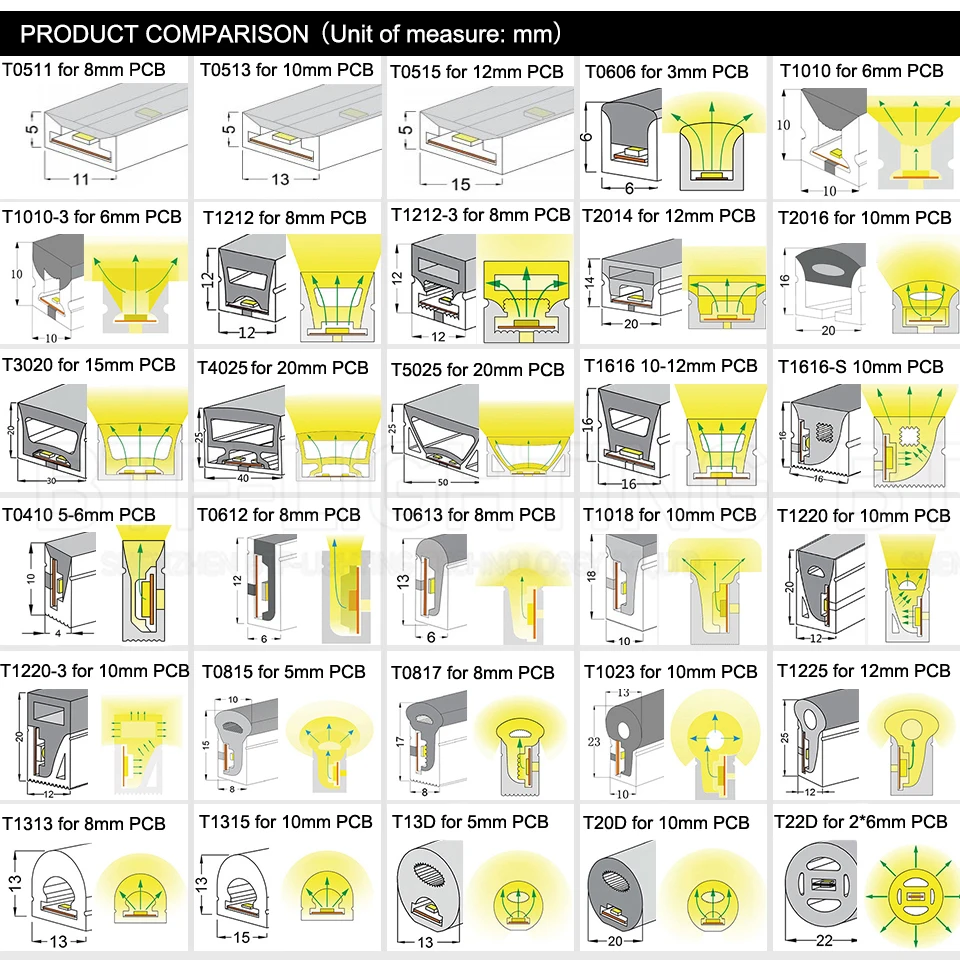 PRODUCT COMPARISON（Unit of measure: mm）
T0511 for 8mm PCB
5
11
T0513 for 10mm PCB
5
13
T0515 for 12mm PCB
5
15
T0606 for 3mm PCB
6
6
T1010 for 6mm PCB
10
10
T1010-3 for 6mm PCB
10
10
T1212 for 8mm PCB
12
12
T1212-3 for 8mm PCB
12
12
T2014 for 12mm PCB
14
20
T2016 for 10mm PCB
16
20
T3020 for 15mm PCB
20
30
T4025 for 20mm PCB
25
40
T5025 for 20mm PCB
25
50
T1616 10-12mm PCB
16
16
T1616-S 10mm PCB
16
16
T0410 5-6mm PCB
10
4
T0612 for 8mm PCB
12
6
T0613 for 8mm PCB
13
6
T1018 for 10mm PCB
18
10
T1220 for 10mm PCB
20
12
T1220-3 for 10mm PCB
20
12
T0815 for 5mm PCB
10
15
8
T0817 for 8mm PCB
17
8
T1023 for 10mm PCB
13
23
10
T1225 for 12mm PCB
25
12
T1313 for 8mm PCB
13
13
T1315 for 10mm PCB
13
15
T13D for 5mm PCB
13
T20D for 10mm PCB
20
T22D for 2*6mm PCB
22